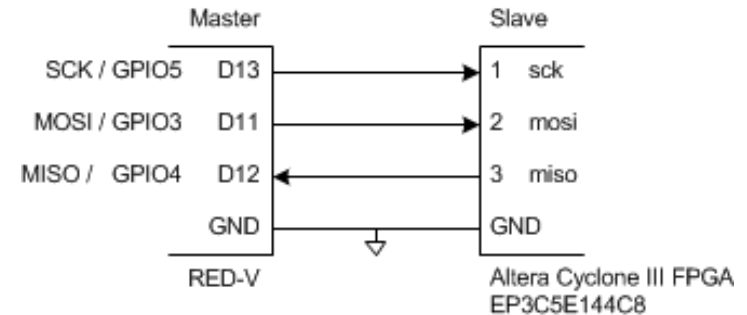 Master Slave
SCK / GPIO5 D13 1 sck
MOSI / GPIO3 D11 2 mosi
MISO / GPIO4 D12 3 miso
GND GND
RED-V Altera Cyclone III FPGA
EP3C5E144C8